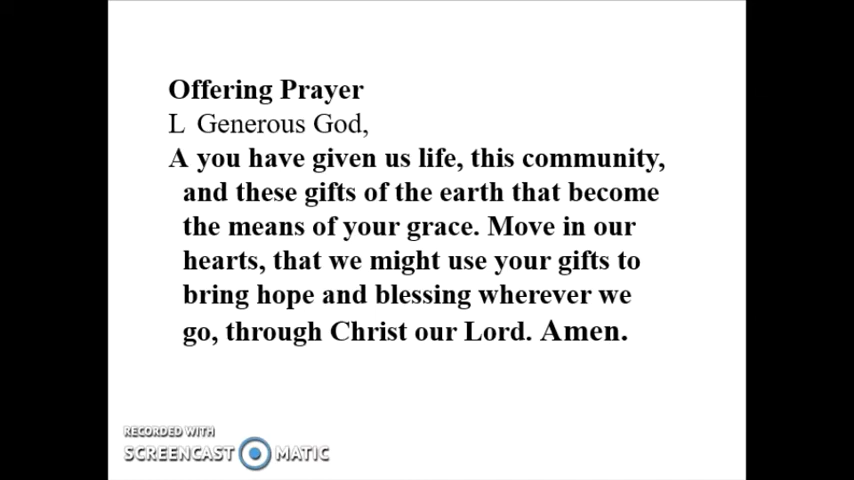 Offering Prayer
L Generous God,
A you have given us life, this community,
and these gifts of the earth that become
the means of your grace. Move in our
hearts, that we might use your gifts to
bring hope and blessing wherever we
go, through Christ our Lord. Amen.
RECORDED WITH
SCREENCAST MATIC